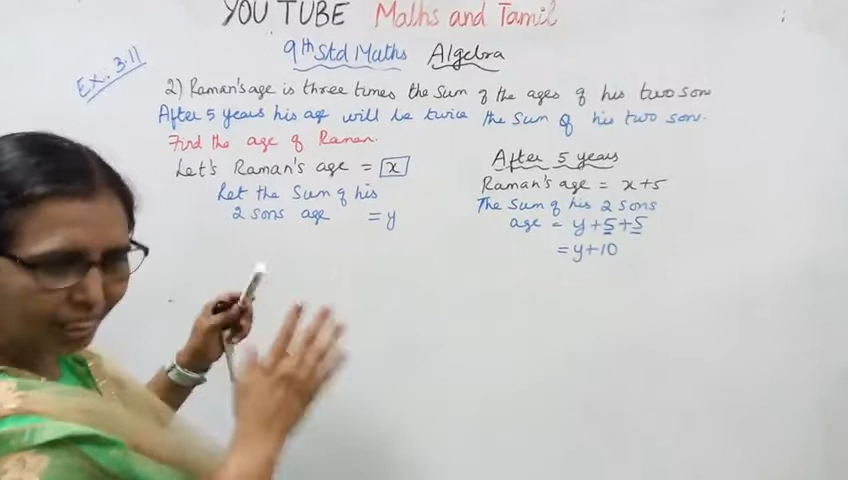 YOU TUBE Maths and Tamil
9th Std Maths Algebra
Ex: 3.11
2) Raman's age is three times the sum of the ages of his two sons
After 5 years his age will be twice the sum of his two sons.
Find the age of Raman.
Let's Raman's age = x
Let the sum of his
2 sons age = y
After 5 years
Raman's age = x+5
The sum of his 2 sons
age = y+5+5
= y+10